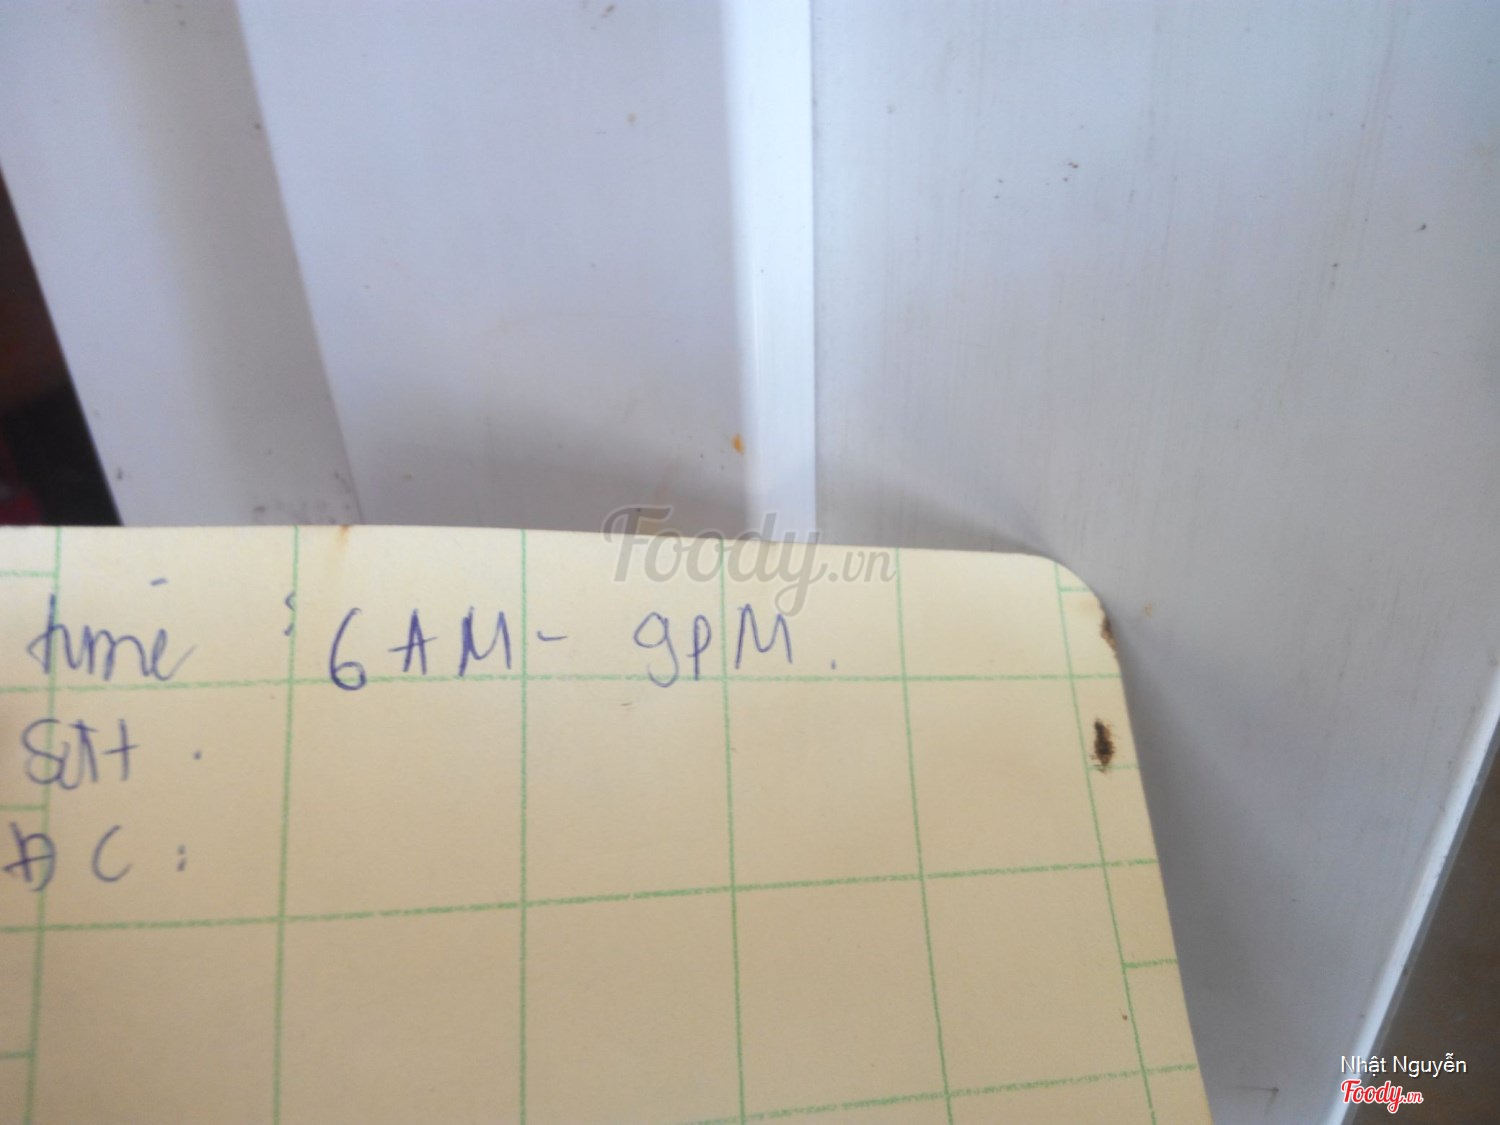 Foody.vn
time : 6AM - 9PM.
SĐT .
ĐC :
Nhật Nguyễn
Foody.vn